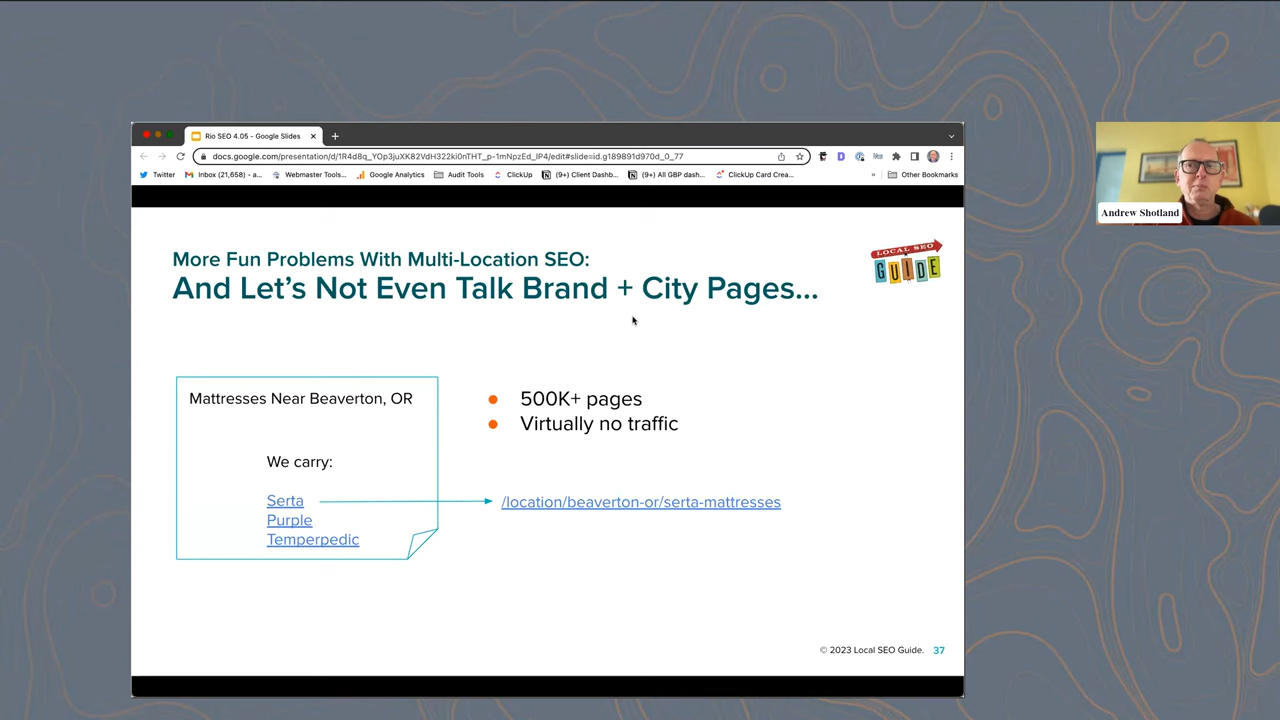 Rio SEO 4.05 - Google Slides
docs.google.com/presentation/d/1R4d8q_YOp3juXK82VdH322ki0nTHT_p-1mNpzEd_IP4/edit#slide=id.g189891d970d_0_77
Twitter
Inbox (21,658) - a...
Webmaster Tools...
Google Analytics
Audit Tools
ClickUp
(9+) Client Dashb...
(9+) All GBP dash...
ClickUp Card Crea...
»
Other Bookmarks
More Fun Problems With Multi-Location SEO:
And Let's Not Even Talk Brand + City Pages...
LOCAL SEO
GUIDE
Andrew Shotland
Mattresses Near Beaverton, OR
We carry:
Serta
Purple
Temperpedic
500K+ pages
Virtually no traffic
/location/beaverton-or/serta-mattresses
© 2023 Local SEO Guide. 37